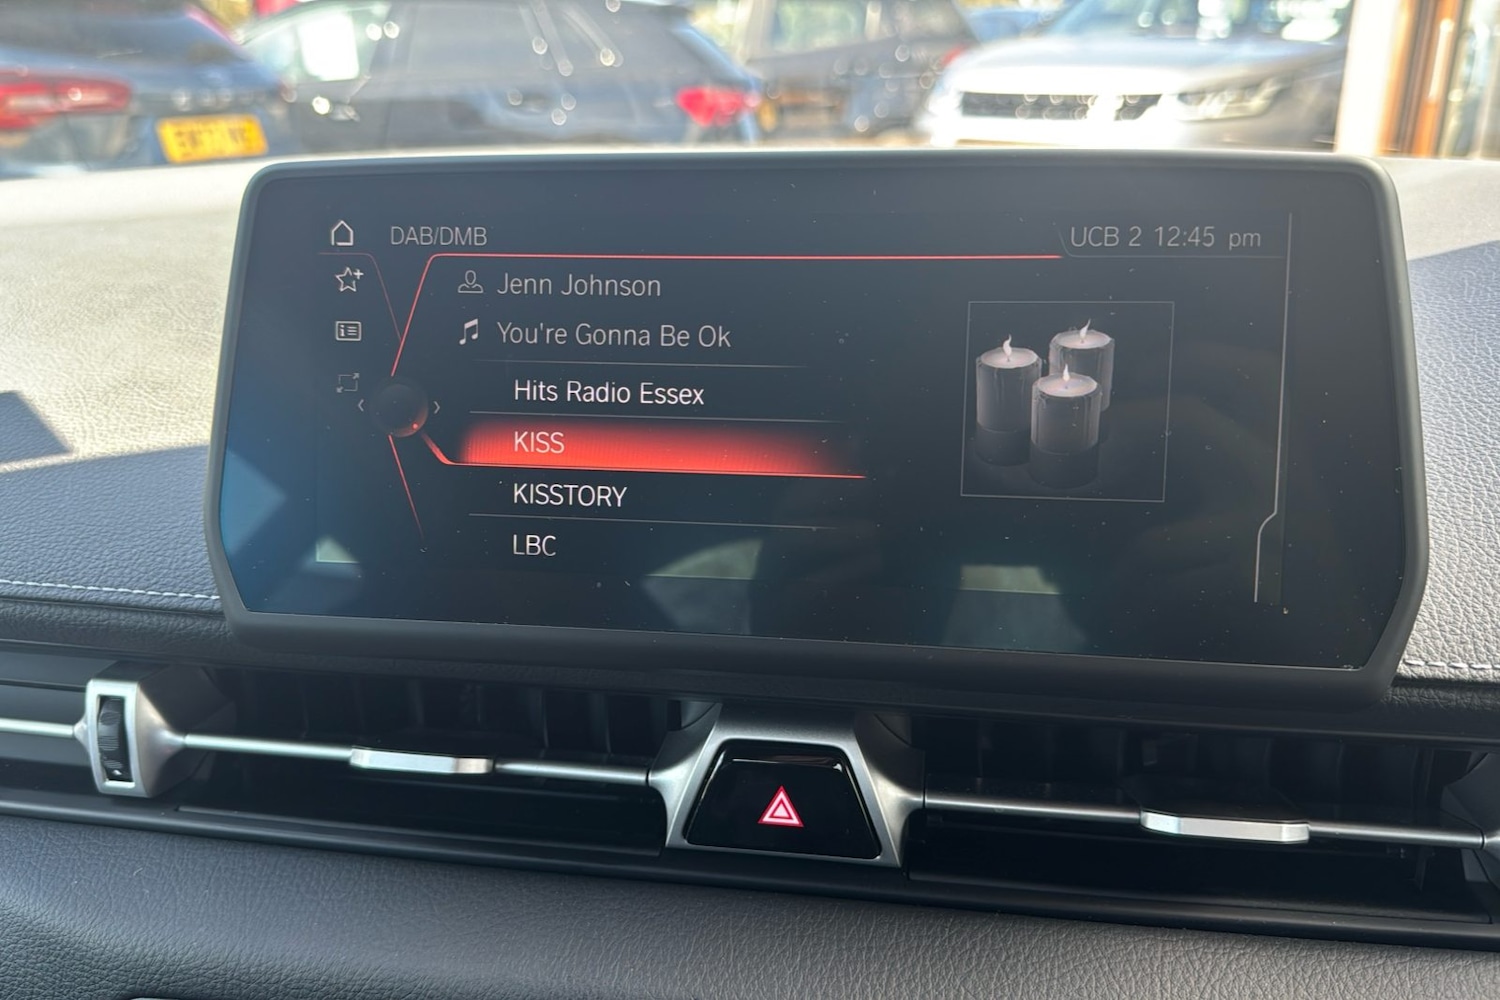 DAB/DMB
UCB 2 12:45 pm
Jenn Johnson
You're Gonna Be Ok
Hits Radio Essex
KISS
KISSTORY
LBC